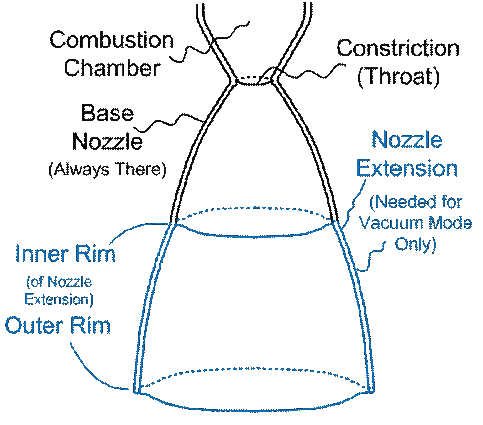 Combustion
Chamber
Constriction
(Throat)
Base
Nozzle
(Always There)
Nozzle
Extension
(Needed for
Vacuum Mode
Only)
Inner Rim
(of Nozzle
Extension)
Outer Rim